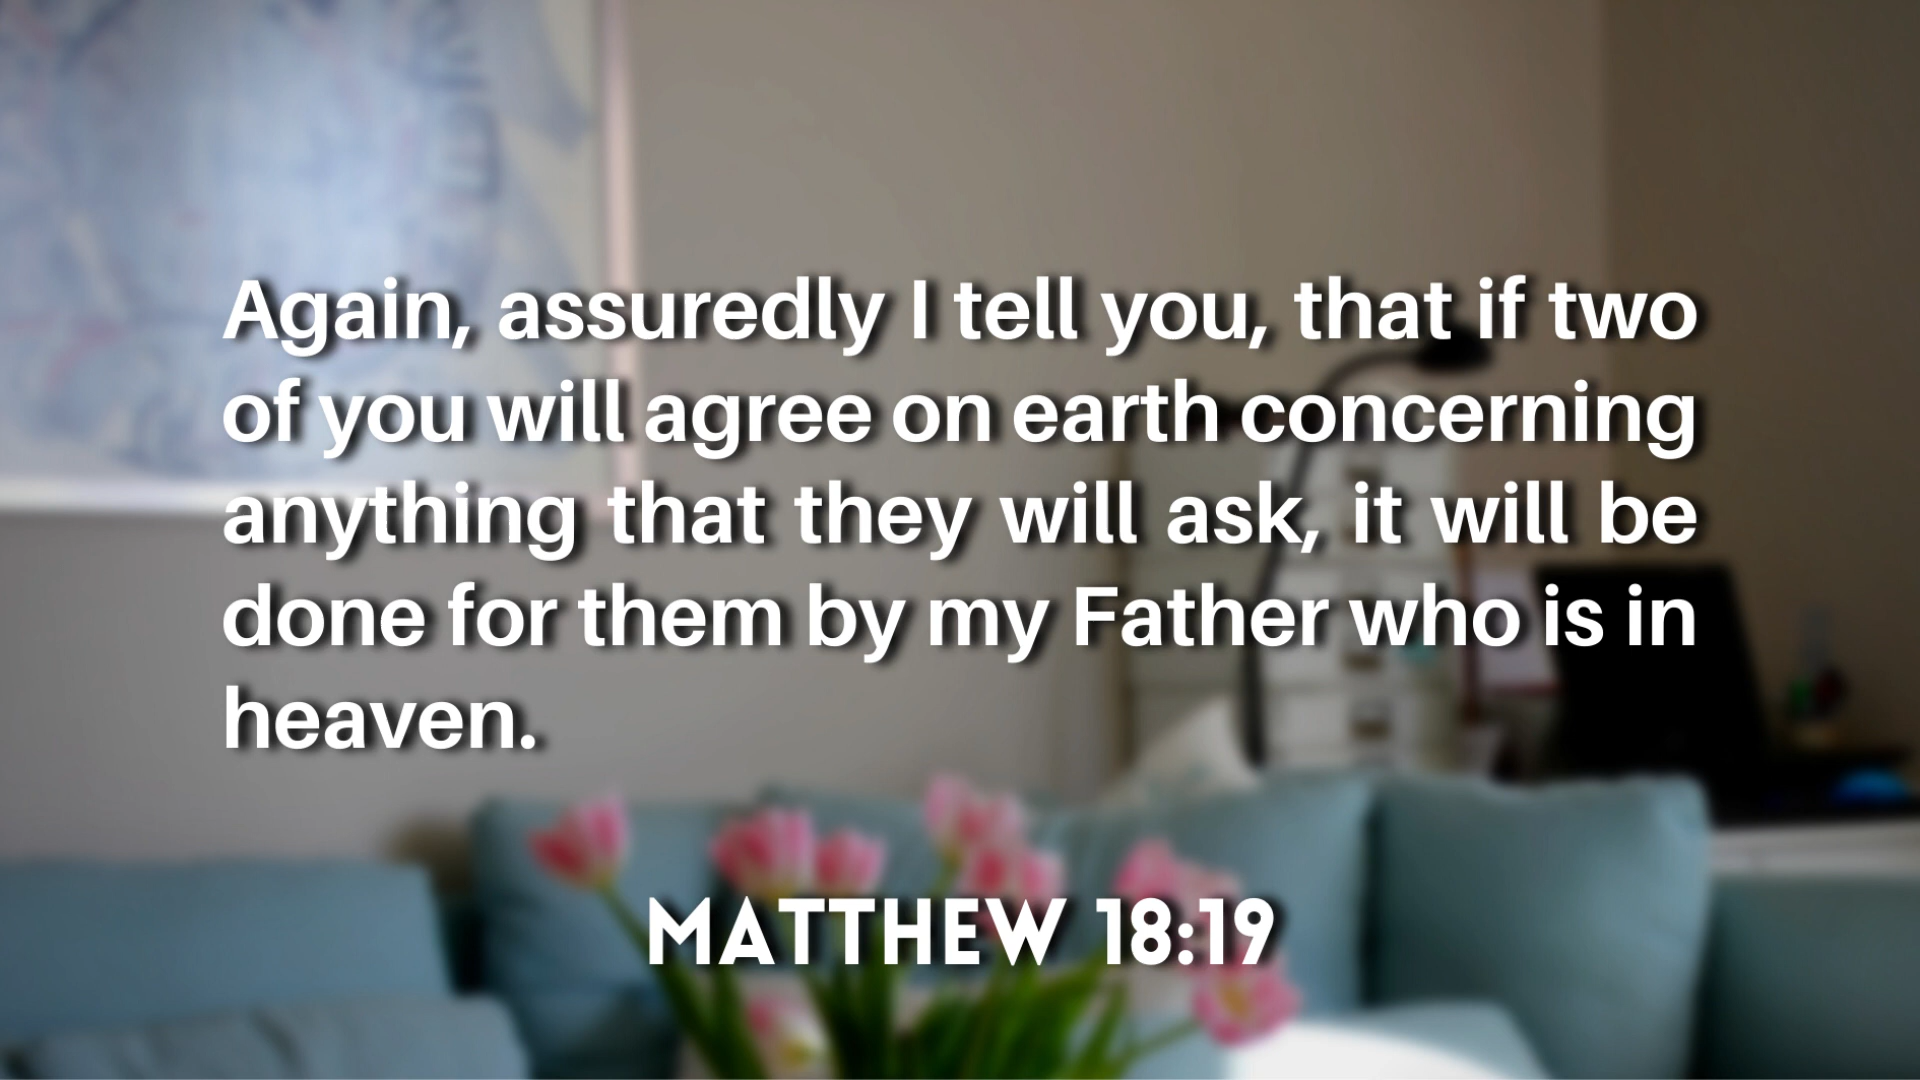 Again, assuredly I tell you, that if two
of you will agree on earth concerning
anything that they will ask, it will be
done for them by my Father who is in
heaven.
MATTHEW 18:19